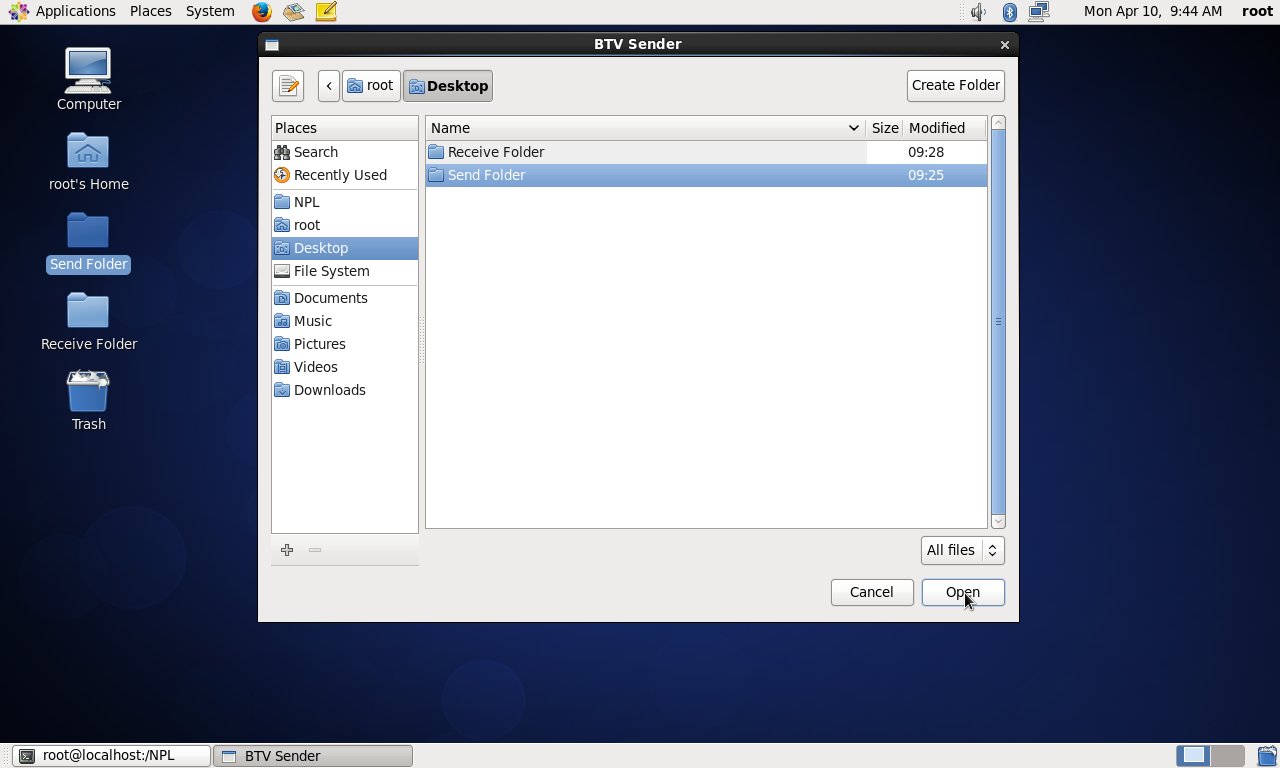 Applications Places System Mon Apr 10, 9:44 AM root
BTV Sender
Computer
root's Home
Send Folder
Receive Folder
Trash
root Desktop Create Folder
Places
Search
Recently Used
NPL
root
Desktop
File System
Documents
Music
Pictures
Videos
Downloads
Name Size Modified
Receive Folder 09:28
Send Folder 09:25
All files
Cancel Open
root@localhost:/NPL BTV Sender